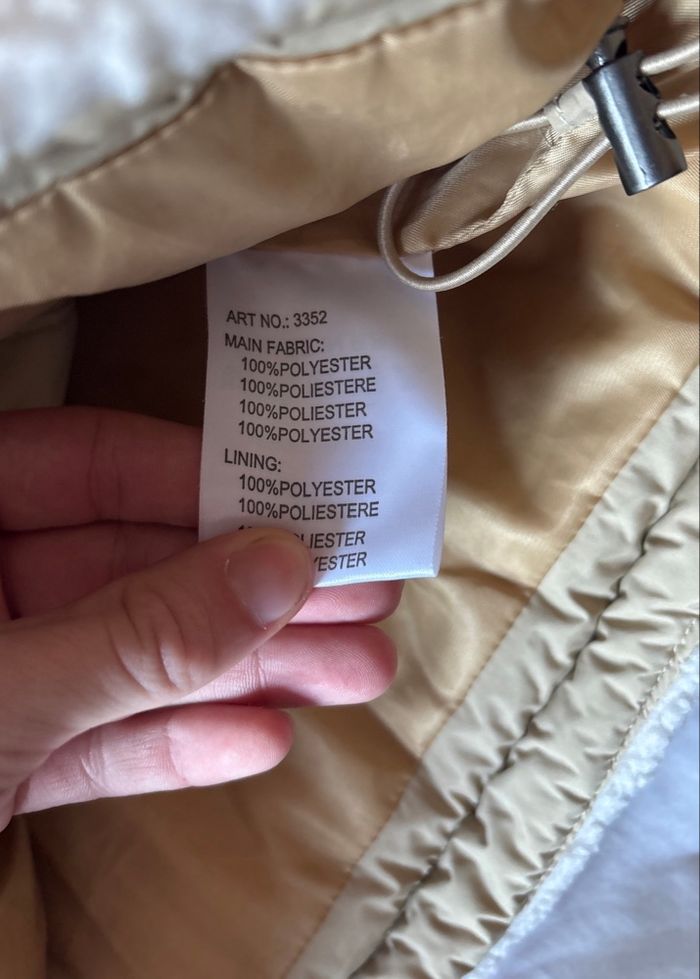 ART NO.: 3352
MAIN FABRIC:
100%POLYESTER
100%POLIESTERE
100%POLIESTER
100%POLYESTER
LINING:
100%POLYESTER
100%POLIESTERE